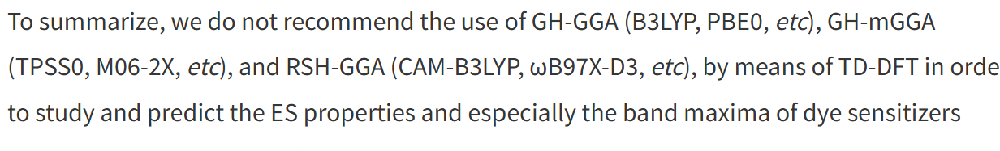 To summarize, we do not recommend the use of GH-GGA (B3LYP, PBE0, etc), GH-mGGA
(TPSS0, M06-2X, etc), and RSH-GGA (CAM-B3LYP, ωB97X-D3, etc), by means of TD-DFT in orde
to study and predict the ES properties and especially the band maxima of dye sensitizers